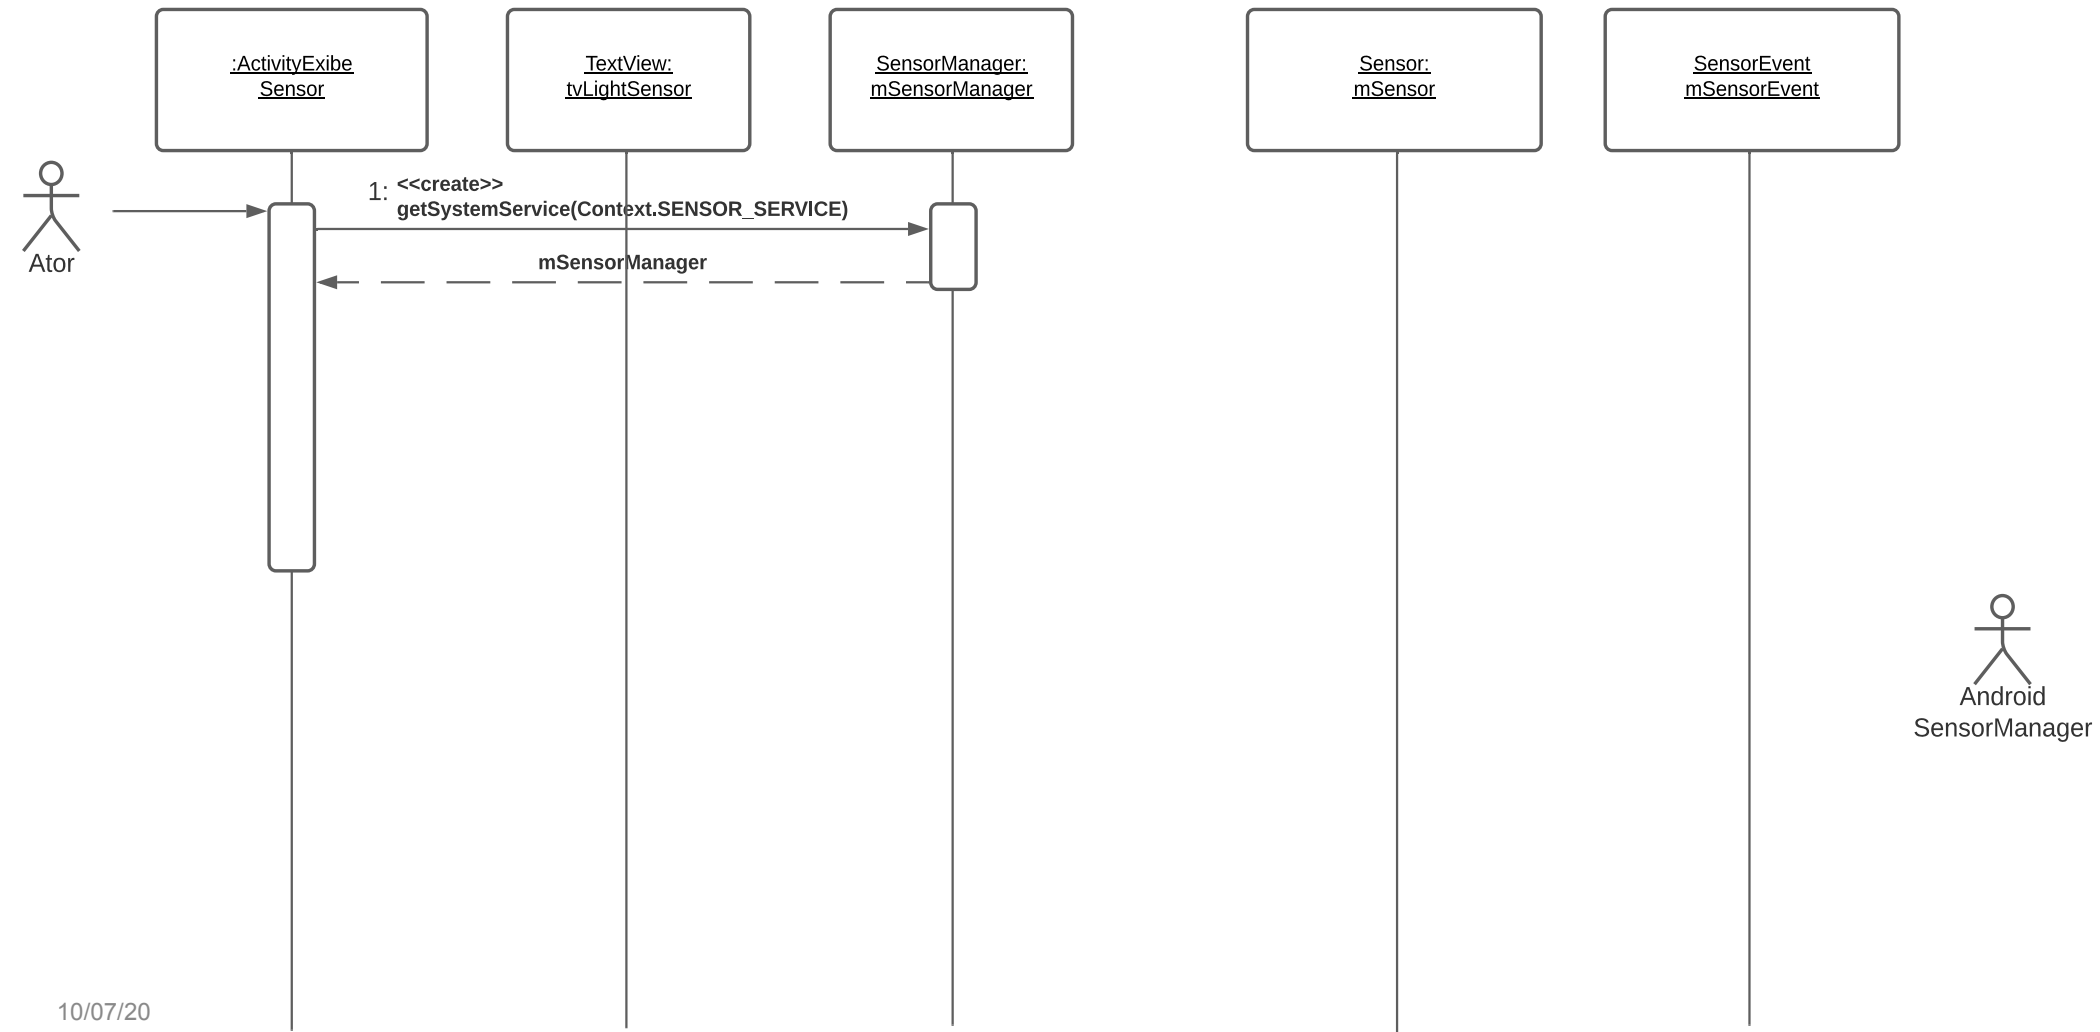 :ActivityExibe
Sensor
TextView:
tvLightSensor
SensorManager:
mSensorManager
Sensor:
mSensor
SensorEvent
mSensorEvent
Ator
1:
<<create>>
getSystemService(Context.SENSOR_SERVICE)
mSensorManager
Android
SensorManager
10/07/20